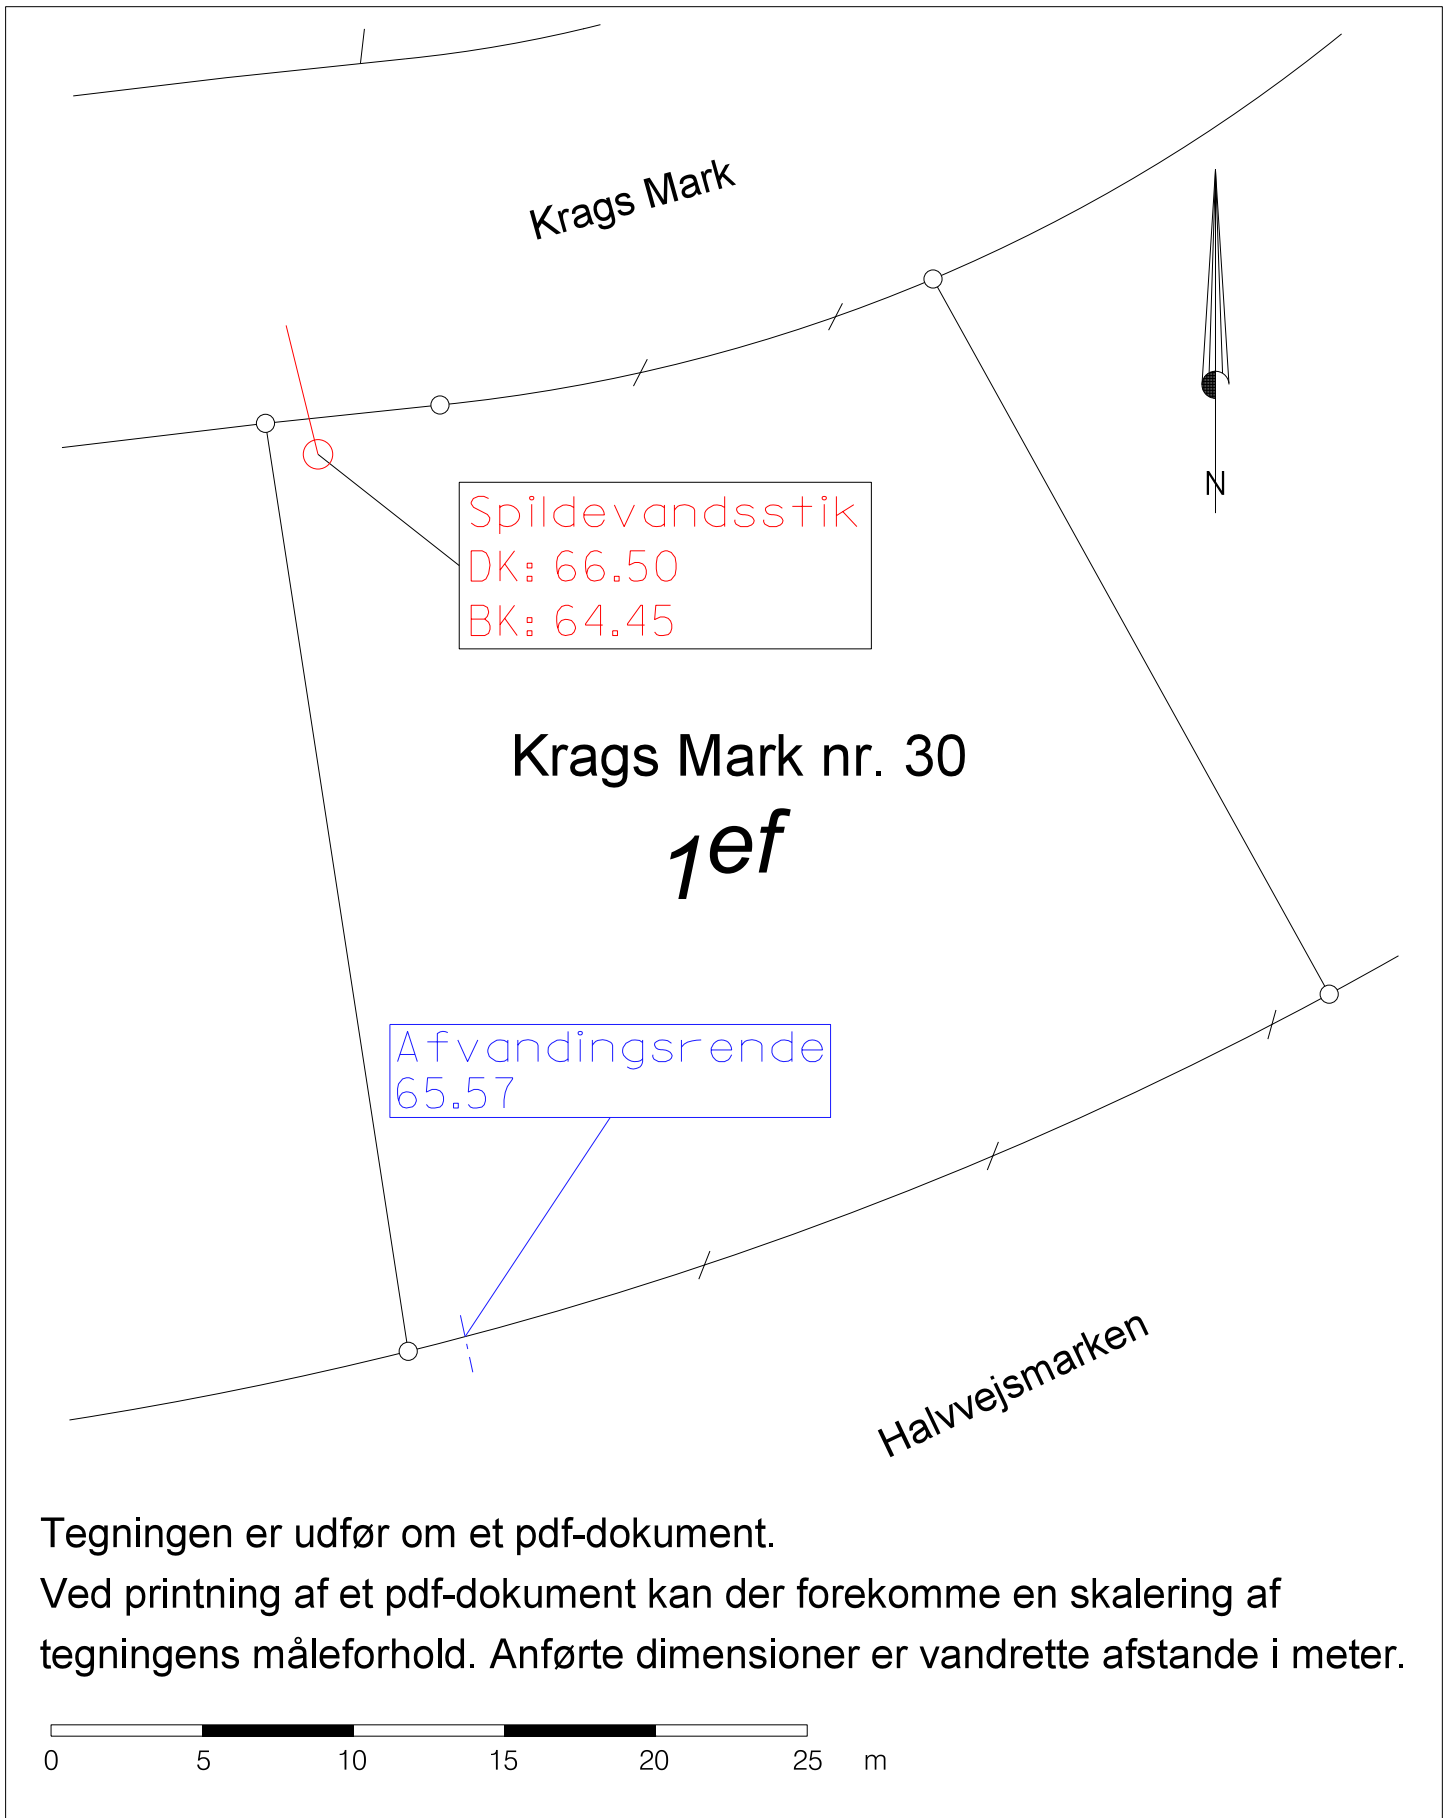 Krags Mark
N
Spildevandsstik
DK: 66.50
BK: 64.45
Krags Mark nr. 30
1ef
Afvandingsrende
65.57
Halvvejsmarken
Tegningen er udfør om et pdf-dokument.
Ved printning af et pdf-dokument kan der forekomme en skalering af
tegningens måleforhold. Anførte dimensioner er vandrette afstande i meter.
0 5 10 15 20 25 m